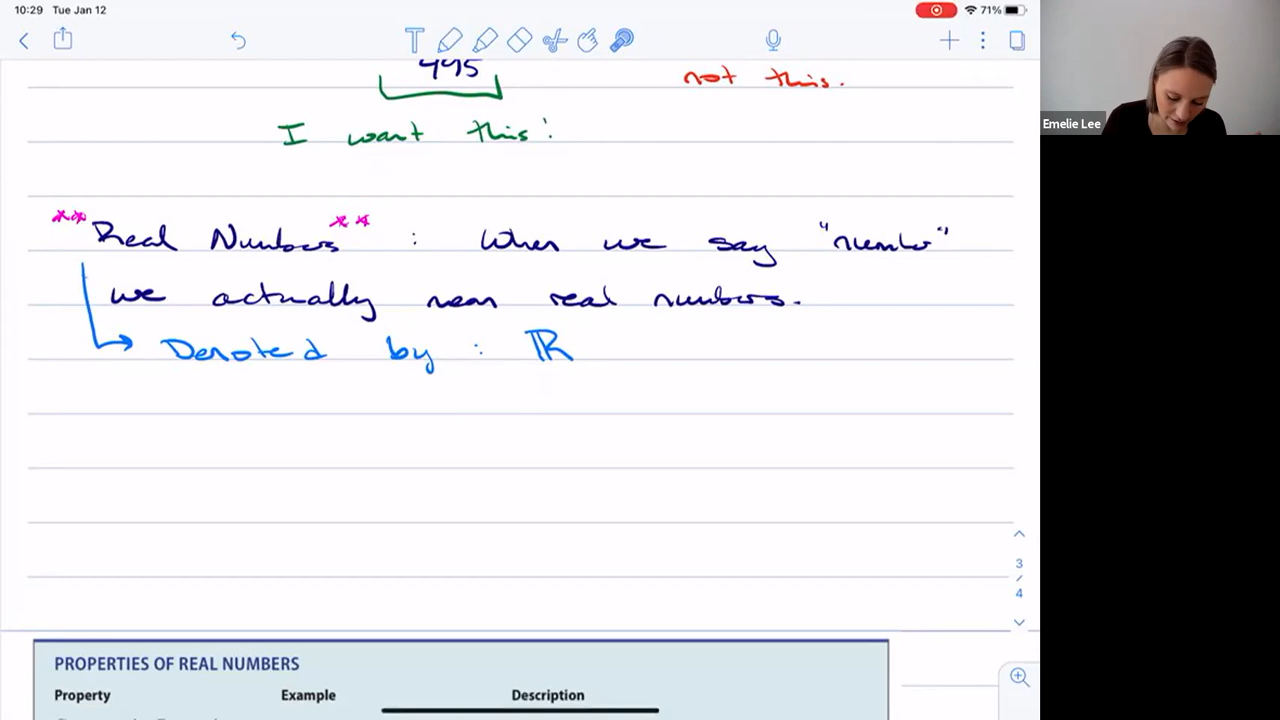 10:29 Tue Jan 12
71%
not this.
I want this!
Emelie Lee
**Real Numbers** : When we say "number"
we actually mean real numbers.
Denoted by : ℝ
3
/
4
PROPERTIES OF REAL NUMBERS
Property Example Description